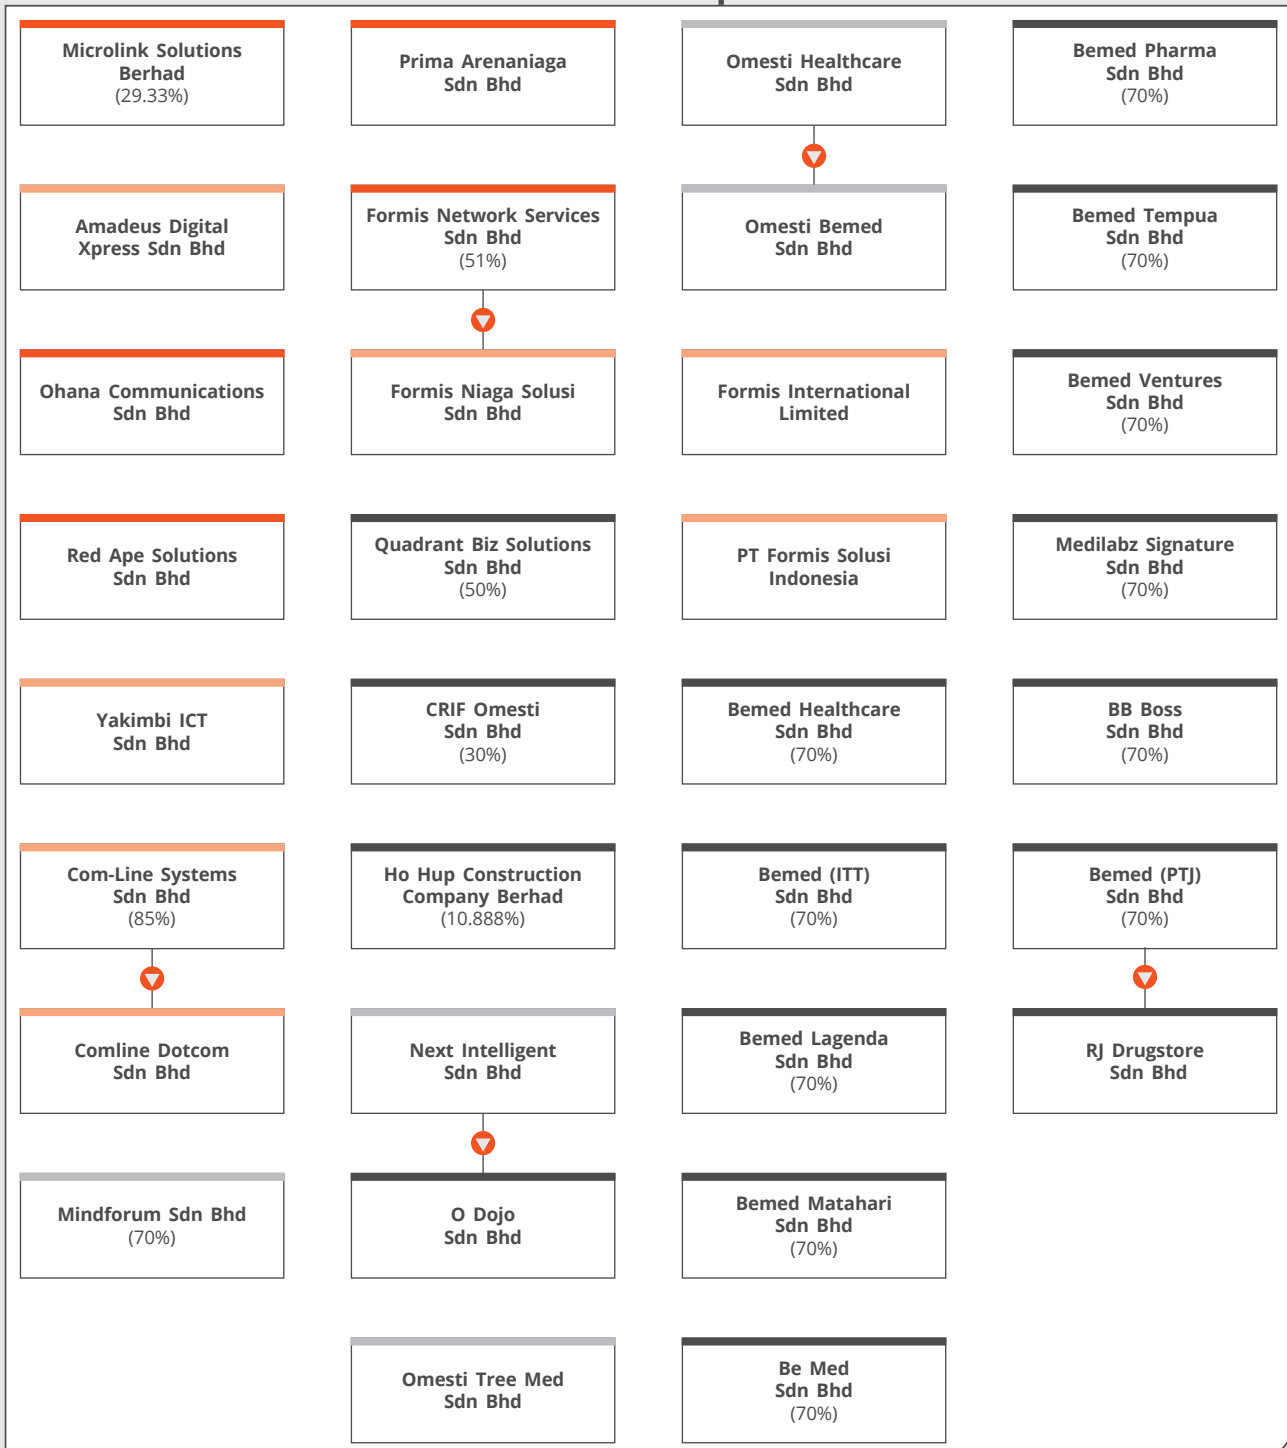 Microlink Solutions
Berhad
(29.33%)
Prima Arenaniaga
Sdn Bhd
Omesti Healthcare
Sdn Bhd
Bemed Pharma
Sdn Bhd
(70%)
Amadeus Digital
Xpress Sdn Bhd
Formis Network Services
Sdn Bhd
(51%)
Omesti Bemed
Sdn Bhd
Bemed Tempua
Sdn Bhd
(70%)
Ohana Communications
Sdn Bhd
Formis Niaga Solusi
Sdn Bhd
Formis International
Limited
Bemed Ventures
Sdn Bhd
(70%)
Red Ape Solutions
Sdn Bhd
Quadrant Biz Solutions
Sdn Bhd
(50%)
PT Formis Solusi
Indonesia
Medilabz Signature
Sdn Bhd
(70%)
Yakimbi ICT
Sdn Bhd
CRIF Omesti
Sdn Bhd
(30%)
Bemed Healthcare
Sdn Bhd
(70%)
BB Boss
Sdn Bhd
(70%)
Com-Line Systems
Sdn Bhd
(85%)
Ho Hup Construction
Company Berhad
(10.888%)
Bemed (ITT)
Sdn Bhd
(70%)
Bemed (PTJ)
Sdn Bhd
(70%)
Comline Dotcom
Sdn Bhd
Next Intelligent
Sdn Bhd
Bemed Lagenda
Sdn Bhd
(70%)
RJ Drugstore
Sdn Bhd
Mindforum Sdn Bhd
(70%)
O Dojo
Sdn Bhd
Bemed Matahari
Sdn Bhd
(70%)
Omesti Tree Med
Sdn Bhd
Be Med
Sdn Bhd
(70%)